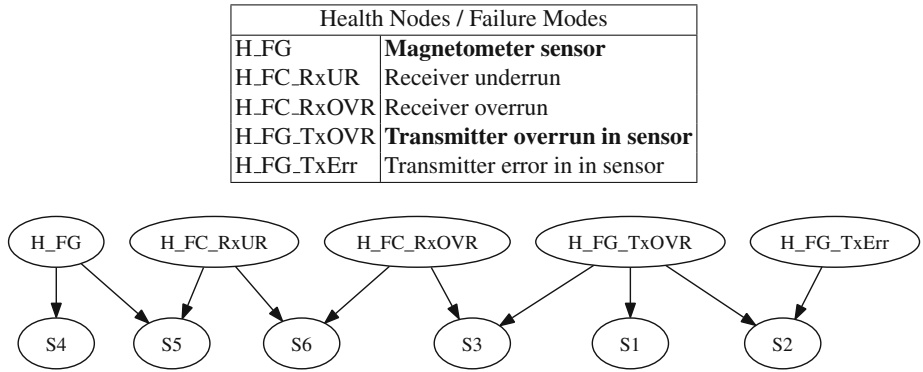 Health Nodes / Failure Modes
H_FG Magnetometer sensor
H_FC_RxUR Receiver underrun
H_FC_RxOVR Receiver overrun
H_FG_TxOVR Transmitter overrun in sensor
H_FG_TxErr Transmitter error in in sensor
H_FG H_FC_RxUR H_FC_RxOVR H_FG_TxOVR H_FG_TxErr
S4 S5 S6 S3 S1 S2